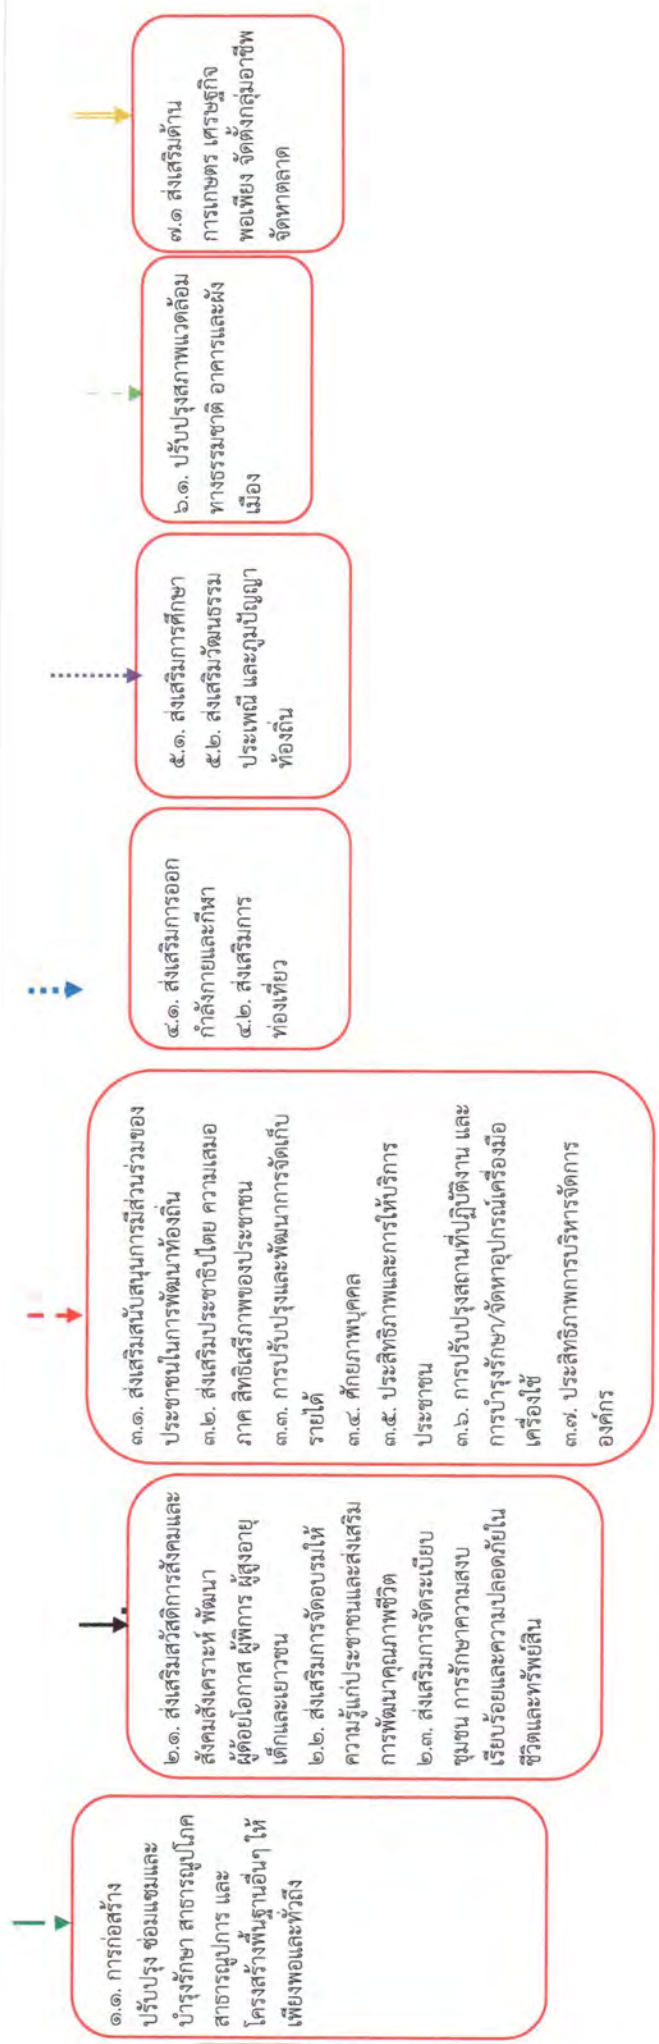 ๑.๑. การก่อสร้าง
ปรับปรุง ซ่อมแซมและ
บำรุงรักษา สาธารณูปโภค
สาธารณูปการ และ
โครงสร้างพื้นฐานอื่นๆ ให้
เพียงพอและทั่วถึง
๒.๑. ส่งเสริมสวัสดิการสังคมและ
สังคมสังเคราะห์ พัฒนา
ผู้ด้อยโอกาส ผู้พิการ ผู้สูงอายุ
เด็กและเยาวชน
๒.๒. ส่งเสริมการจัดอบรมให้
ความรู้แก่ประชาชนและส่งเสริม
การพัฒนาคุณภาพชีวิต
๒.๓. ส่งเสริมการจัดระเบียบ
ชุมชน การรักษาความสงบ
เรียบร้อยและความปลอดภัยใน
ชีวิตและทรัพย์สิน
๓.๑. ส่งเสริมสนับสนุนการมีส่วนร่วมของ
ประชาชนในการพัฒนาท้องถิ่น
๓.๒. ส่งเสริมประชาธิปไตย ความเสมอ
ภาค สิทธิเสรีภาพของประชาชน
๓.๓. การปรับปรุงและพัฒนาการจัดเก็บ
รายได้
๓.๔. ศักยภาพบุคคล
๓.๕. ประสิทธิภาพและการให้บริการ
ประชาชน
๓.๖. การปรับปรุงสถานที่ปฏิบัติงาน และ
การบำรุงรักษา/จัดหาอุปกรณ์เครื่องมือ
เครื่องใช้
๓.๗. ประสิทธิภาพการบริหารจัดการ
องค์กร
๔.๑. ส่งเสริมการออก
กำลังกายและกีฬา
๔.๒. ส่งเสริมการ
ท่องเที่ยว
๕.๑. ส่งเสริมการศึกษา
๕.๒. ส่งเสริมวัฒนธรรม
ประเพณี และภูมปัญญา
ท้องถิ่น
๖.๑. ปรับปรุงสภาพแวดล้อม
ทางธรรมชาติ อาคารและผัง
เมือง
๗.๑ ส่งเสริมด้าน
การเกษตร เศรษฐกิจ
พอเพียง จัดตั้งกลุ่มอาชีพ
จัดหาตลาด